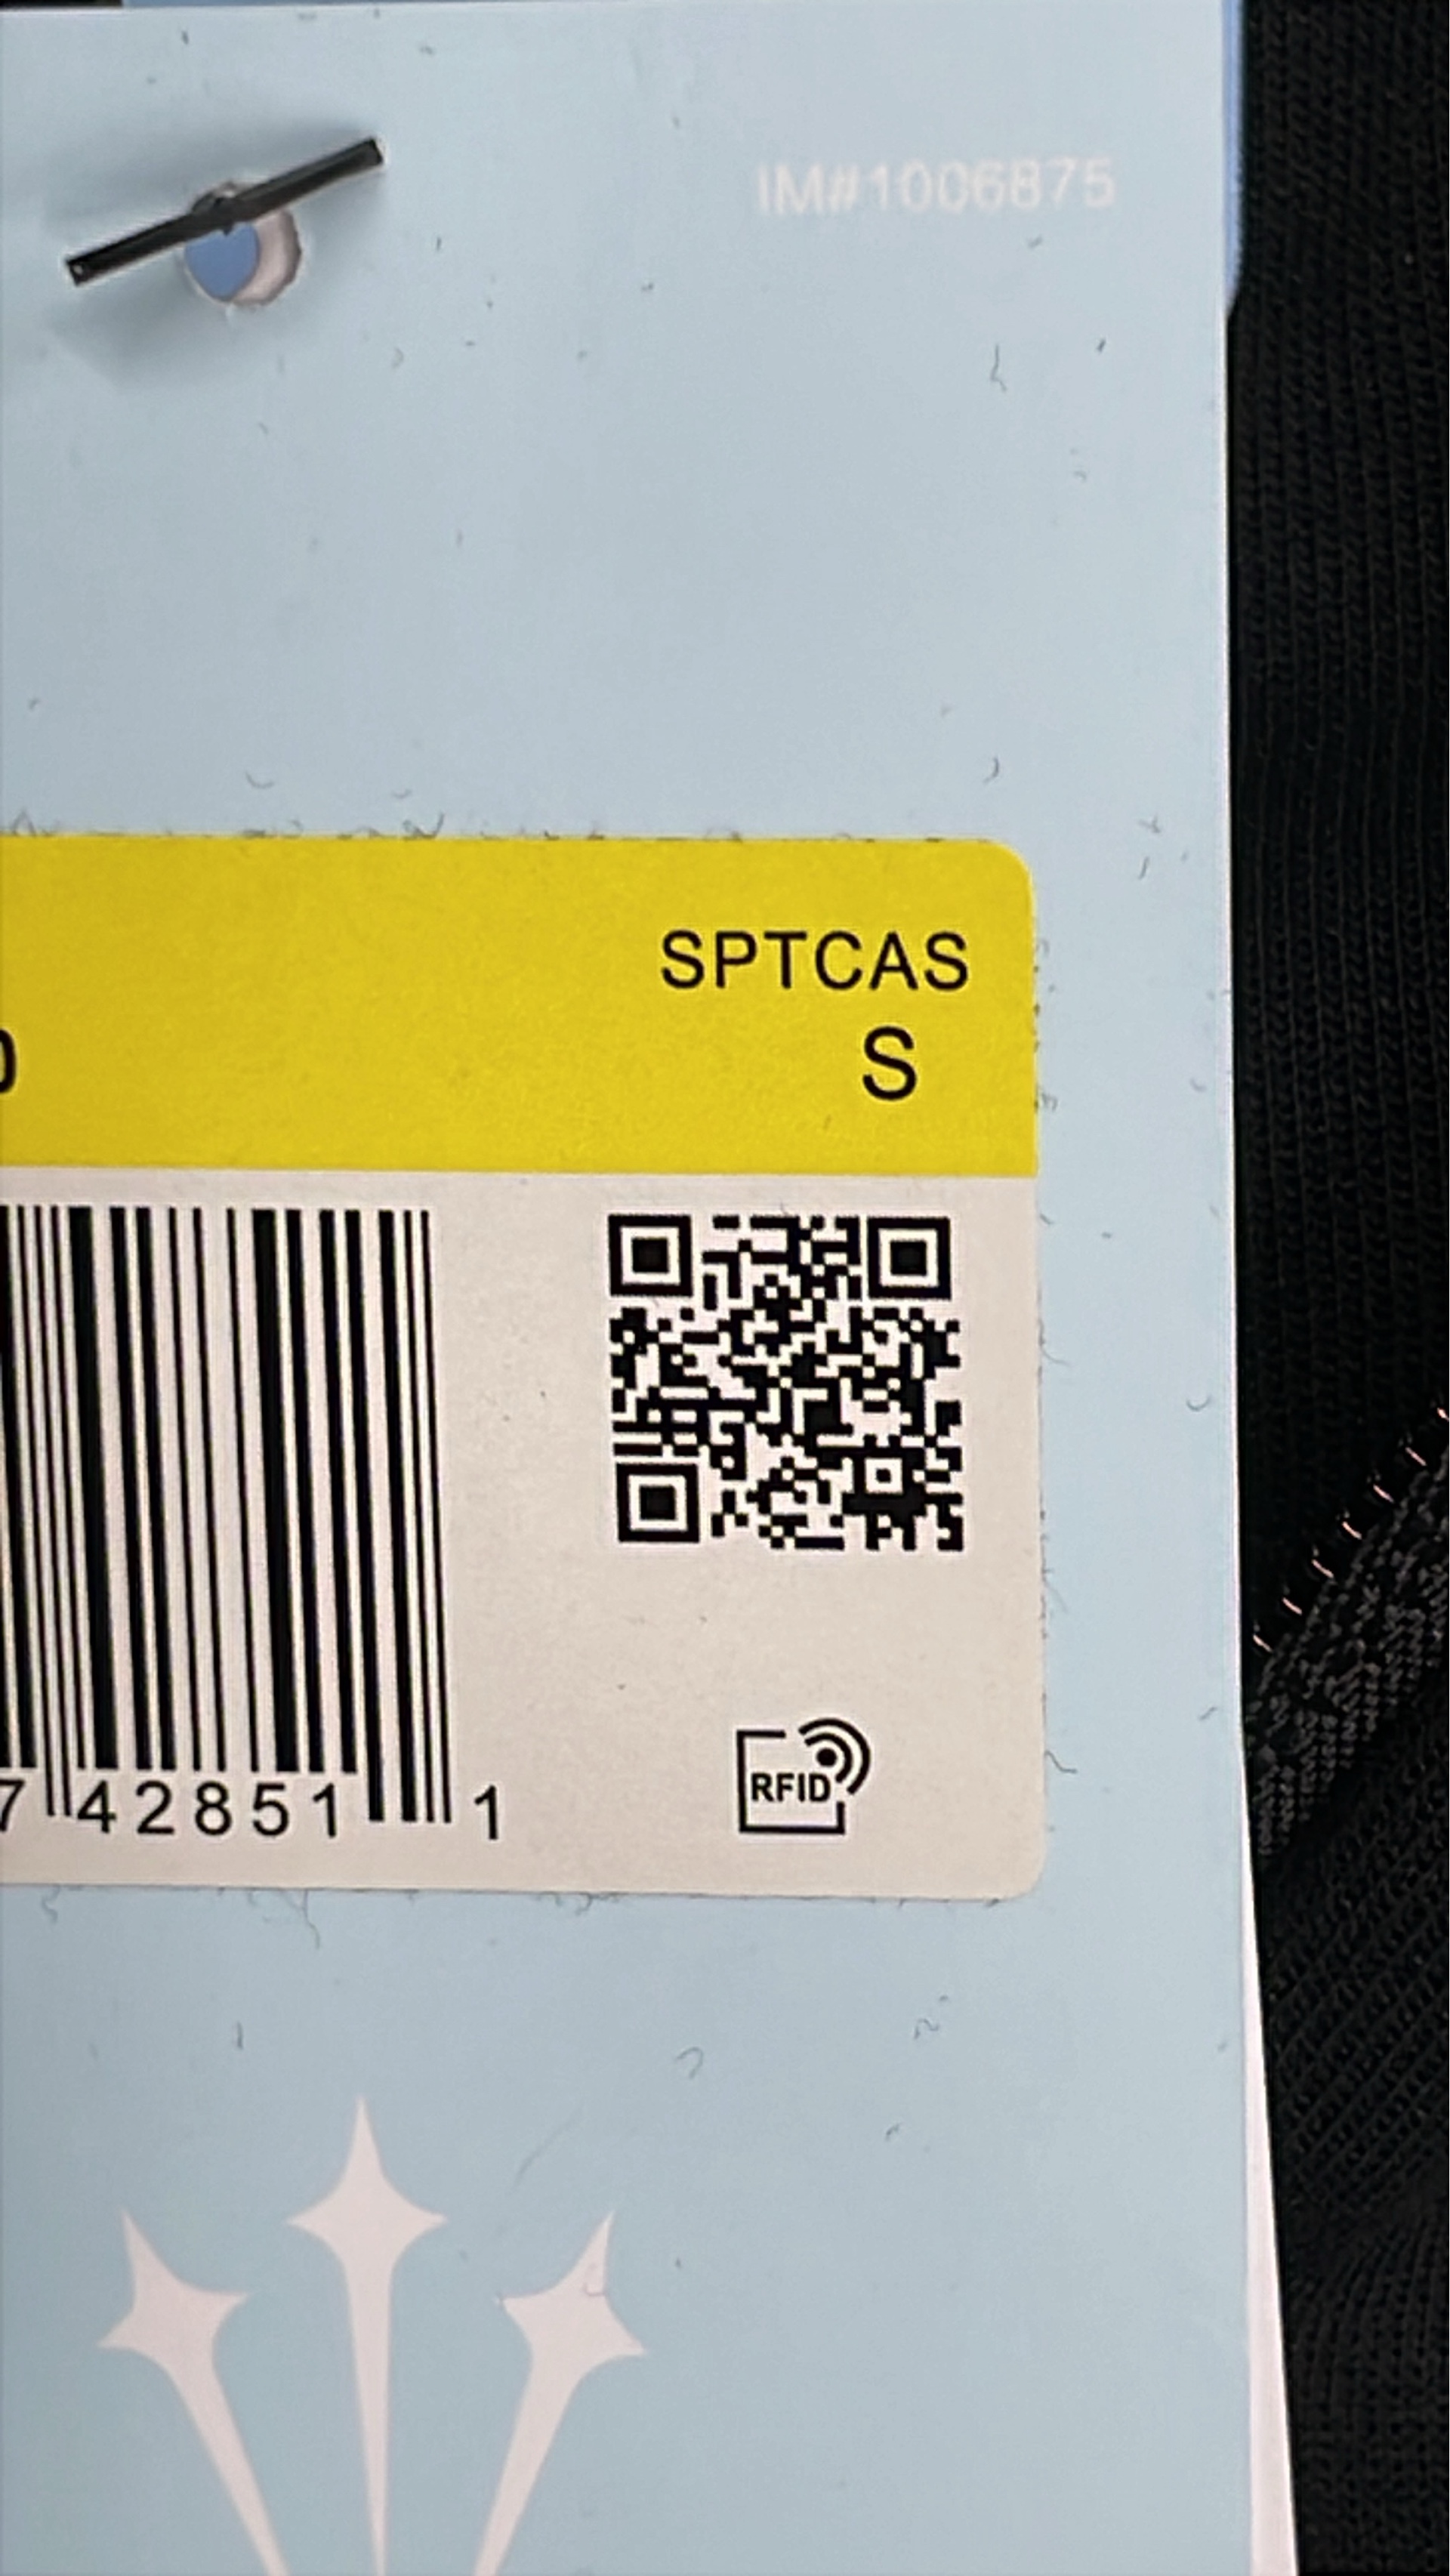 IM#1006875
SPTCAS
S
7 42851 1
RFID